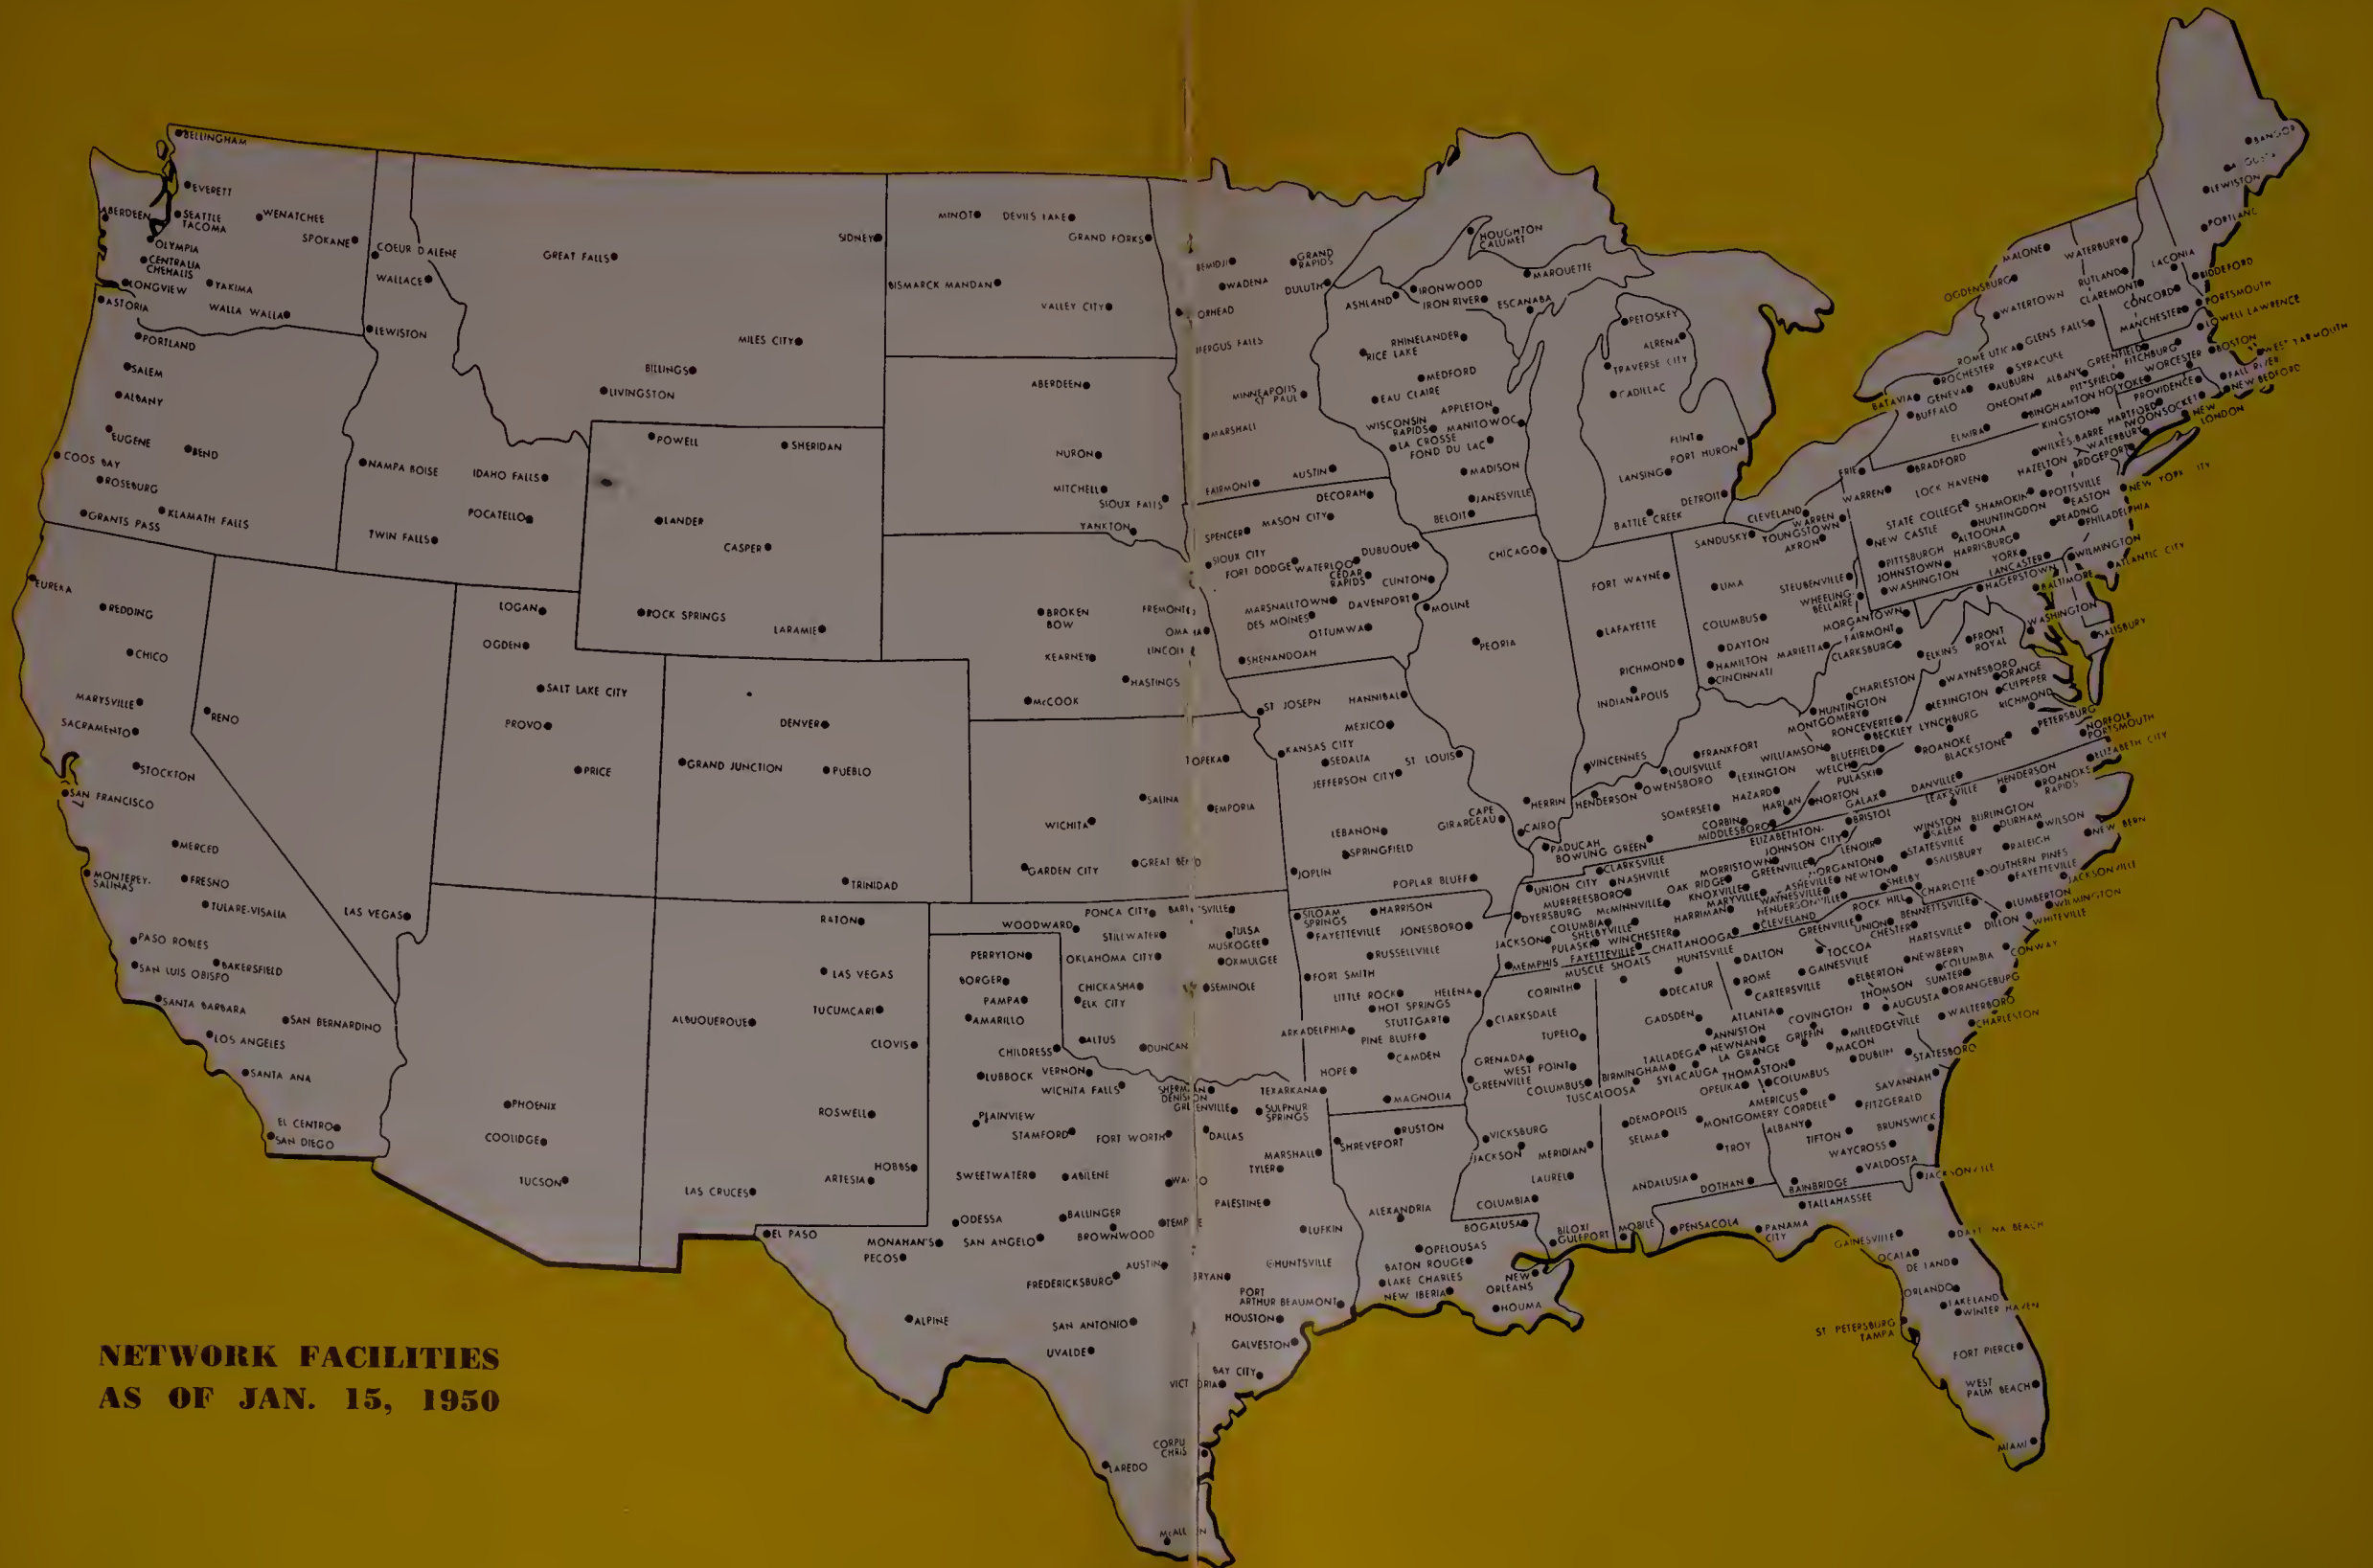 BELLINGHAM
EVERETT
ABERDEEN
SEATTLE
TACOMA
WENATCHEE
SPOKANE
OLYMPIA
CENTRALIA
CHEHALIS
LONGVIEW
YAKIMA
WALLA WALLA
ASTORIA
PORTLAND
SALEM
ALBANY
EUGENE
BEND
COOS BAY
ROSEBURG
GRANTS PASS
KLAMATH FALLS
COEUR D ALENE
WALLACE
LEWISTON
NAMPA BOISE
IDAHO FALLS
POCATELLO
TWIN FALLS
GREAT FALLS
SIDNEY
MILES CITY
BILLINGS
LIVINGSTON
POWELL
SHERIDAN
LANDER
CASPER
ROCK SPRINGS
LARAMIE
EUREKA
REDDING
CHICO
MARYSVILLE
SACRAMENTO
STOCKTON
SAN FRANCISCO
MERCED
MONTEREY-
SALINAS
FRESNO
TULARE-VISALIA
PASO ROBLES
BAKERSFIELD
SAN LUIS OBISPO
SANTA BARBARA
SAN BERNARDINO
LOS ANGELES
SANTA ANA
EL CENTRO
SAN DIEGO
RENO
LAS VEGAS
LOGAN
OGDEN
SALT LAKE CITY
PROVO
PRICE
DENVER
GRAND JUNCTION
PUEBLO
TRINIDAD
PHOENIX
COOLIDGE
TUCSON
RATON
LAS VEGAS
TUCUMCARI
ALBUQUERQUE
CLOVIS
ROSWELL
HOBBS
ARTESIA
LAS CRUCES
MINOT
DEVILS LAKE
GRAND FORKS
BISMARCK MANDAN
VALLEY CITY
ABERDEEN
NURON
MITCHELL
SIOUX FALLS
YANKTON
BROKEN
BOW
FREMONT
KEARNEY
HASTINGS
McCOOK
TOPEKA
SALINA
EMPORIA
WICHITA
GARDEN CITY
WOODWARD
PONCA CITY
STILLWATER
TULSA
MUSKOGEE
OKLAHOMA CITY
OKMULGEE
CHICKASHA
ELK CITY
SEMINOLE
ALTUS
DUNCAN
PERRYTON
BORGER
PAMPA
AMARILLO
CHILDRESS
LUBBOCK
VERNON
WICHITA FALLS
TEXARKANA
SULPNUR
SPRINGS
PLAINVIEW
STAMFORD
FORT WORTH
DALLAS
MARSHALL
TYLER
SWEETWATER
ABILENE
PALESTINE
ODESSA
BALLINGER
MONAHAN'S
SAN ANGELO
BROWNWOOD
LUFKIN
EL PASO
PECOS
AUSTIN
HUNTSVILLE
FREDERICKSBURG
BRYAN
PORT
ARTHUR BEAUMONT
ALPINE
SAN ANTONIO
HOUSTON
UVALDE
GALVESTON
BAY CITY
LAREDO
WADENA
GRAND
RAPIDS
DULUTH
FERGUS FALLS
MINNEAPOLIS
ST PAUL
MARSHALL
AUSTIN
FAIRMONT
DECORAH
MASON CITY
SPENCER
SIOUX CITY
FORT DODGE
WATERLOO
DUBUQUE
CEDAR
RAPIDS
CLINTON
MARSNALLTOWN
DAVENPORT
DES MOINES
OTTUMWA
SHENANDOAH
ST JOSEPH
HANNIBAL
MEXICO
KANSAS CITY
SEDALIA
ST LOUIS
JEFFERSON CITY
CAPE
GIRARDEAU
LEBANON
SPRINGFIELD
JOPLIN
POPLAR BLUFF
SILOAM
SPRINGS
HARRISON
FAYETTEVILLE
JONESBORO
RUSSELLVILLE
FORT SMITH
LITTLE ROCK
HELENA
HOT SPRINGS
STUTTGART
ARKADELPHIA
PINE BLUFF
CAMDEN
HOPE
MAGNOLIA
RUSTON
SHREVEPORT
ALEXANDRIA
BOGALUSA
OPELOUSAS
BATON ROUGE
LAKE CHARLES
NEW
ORLEANS
NEW IBERIA
HOUMA
HOUGHTON
CALUMET
MARQUETTE
IRONWOOD
ASHLAND
IRON RIVER
ESCANABA
RHINELANDER
RICE LAKE
MEDFORD
EAU CLAIRE
APPLETON
WISCONSIN
RAPIDS
MANITOWOC
LA CROSSE
FOND DU LAC
MADISON
JANESVILLE
BELOIT
PETOSKEY
ALRENA
TRAVERSE CITY
CADILLAC
FLINT
PORT HURON
LANSING
DETROIT
BATTLE CREEK
CHICAGO
MOLINE
PEORIA
HERRIN
CAIRO
FORT WAYNE
LAFAYETTE
RICHMOND
INDIANAPOLIS
VINCENNES
CLEVELAND
WARREN
SANDUSKY
YOUNGSTOWN
AKRON
LIMA
STEUBENVILLE
COLUMBUS
WHEELING-
BELLAIRE
DAYTON
HAMILTON
MARIETTA
CINCINNATI
MORGANTOWN
FAIRMONT
CLARKSBURG
ELKINS
CHARLESTON
HUNTINGTON
MONTGOMERY
RONCEVERTE
BECKLEY
WILLIAMSON
BLUEFIELD
WELCH
FRANKFORT
LOUISVILLE
LEXINGTON
OWENSBORO
HENDERSON
SOMERSET
HAZARD
HARLAN
CORBIN
MIDDLESBORO
PADUCAH
BOWLING GREEN
CLARKSVILLE
UNION CITY
NASHVILLE
MURFREESBORO
DYERSBURG
McMINNVILLE
OAK RIDGE
MORRISTOWN
GREENVILLE
ELIZABETHTON-
JOHNSON CITY
BRISTOL
KNOXVILLE
MARYVILLE
HARRIMAN
COLUMBIA
SHELBYVILLE
JACKSON
PULASKI
WINCHESTER
CHATTANOOGA
CLEVELAND
MEMPHIS
FAYETTEVILLE
MUSCLE SHOALS
HUNTSVILLE
CORINTH
DECATUR
CLARKSDALE
TUPELO
GRENADA
WEST POINT
GREENVILLE
COLUMBUS
VICKSBURG
JACKSON
MERIDIAN
LAUREL
COLUMBIA
BILOXI
GULFPORT
GADSDEN
ANNISTON
TALLADEGA
BIRMINGHAM
SYLACAUGA
TUSCALOOSA
OPELIKA
DEMOPOLIS
MONTGOMERY
SELMA
TROY
ANDALUSIA
DOTHAN
MOBILE
DALTON
ROME
CARTERSVILLE
TOCCOA
GAINESVILLE
ELBERTON
ATLANTA
COVINGTON
THOMSON
AUGUSTA
NEWNAN
GRIFFIN
MILLEDGEVILLE
LA GRANGE
MACON
THOMASTON
DUBLIN
STATESBORO
COLUMBUS
SAVANNAH
AMERICUS
CORDELE
FITZGERALD
ALBANY
TIFTON
BRUNSWICK
WAYCROSS
VALDOSTA
BAINBRIDGE
TALLAHASSEE
PENSACOLA
PANAMA
CITY
JACKSONVILLE
GAINESVILLE
OCALA
DE LAND
ORLANDO
LAKELAND
WINTER HAVEN
ST PETERSBURG
TAMPA
FORT PIERCE
WEST
PALM BEACH
MIAMI
FRONT
ROYAL
WAYNESBORO
ORANGE
CULPEPER
LEXINGTON
RICHMOND
LYNCHBURG
PETERSBURG
NORFOLK
PORTSMOUTH
ROANOKE
BLACKSTONE
PULASKI
NORTON
GALAX
DANVILLE
LEAKSVILLE
HENDERSON
ROANOKE
RAPIDS
ELIZABETH CITY
WINSTON
SALEM
BURLINGTON
DURHAM
WILSON
NEW BERN
LENOIR
STATESVILLE
SALISBURY
RALEIGH
MORGANTON
ASHEVILLE
NEWTON
WAYNESVILLE
HENDERSONVILLE
SHELBY
CHARLOTTE
SOUTHERN PINES
FAYETTEVILLE
JACKSONVILLE
LUMBERTON
WILMINGTON
WHITEVILLE
ROCK HILL
BENNETTSVILLE
GREENVILLE
UNION
CHESTER
HARTSVILLE
DILLON
CONWAY
NEWBERRY
COLUMBIA
SUMTER
ORANGEBURG
WALTERBORO
CHARLESTON
BANGOR
AUGUSTA
LEWISTON
PORTLAND
BIDDEFORD
MALONE
WATERBURY
LACONIA
OGDENSBURG
RUTLAND
CLAREMONT
CONCORD
PORTSMOUTH
WATERTOWN
MANCHESTER
LOWELL LAWRENCE
ROME UTICA
GLENS FALLS
GREENFIELD
FITCHBURG
BOSTON
WEST YARMOUTH
ROCHESTER
SYRACUSE
AUBURN
ALBANY
PITTSFIELD
HOLYOKE
WORCESTER
FALL RIVER
NEW BEDFORD
BATAVIA
GENEVA
BUFFALO
ONEONTA
BINGHAMTON
PROVIDENCE
KINGSTON
HARTFORD
WOONSOCKET
NEW
LONDON
ELMIRA
WILKES-BARRE
WATERBURY
ERIE
BRADFORD
HAZELTON
BRDGEPORT
WARREN
LOCK HAVEN
SHAMOKIN
POTTSVILLE
EASTON
STATE COLLEGE
HUNTINGDON
READING
PHILADELPHIA
NEW CASTLE
ALTOONA
PITTSBURGH
HARRISBURG
JOHNSTOWN
YORK
LANCASTER
WASHINGTON
HAGERSTOWN
WILMINGTON
ATLANTIC CITY
BALTIMORE
WASHINGTON
SALISBURY
NETWORK FACILITIES
AS OF JAN. 15, 1950